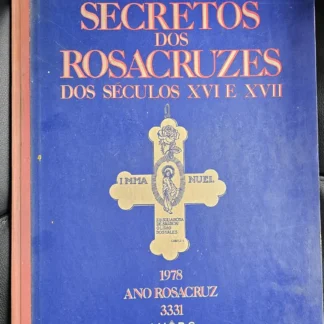 SECRETOS
DOS
ROSACRUZES
DOS SÉCULOS XVI E XVII
IMMA NUEL
1978
ANO ROSACRUZ
3331